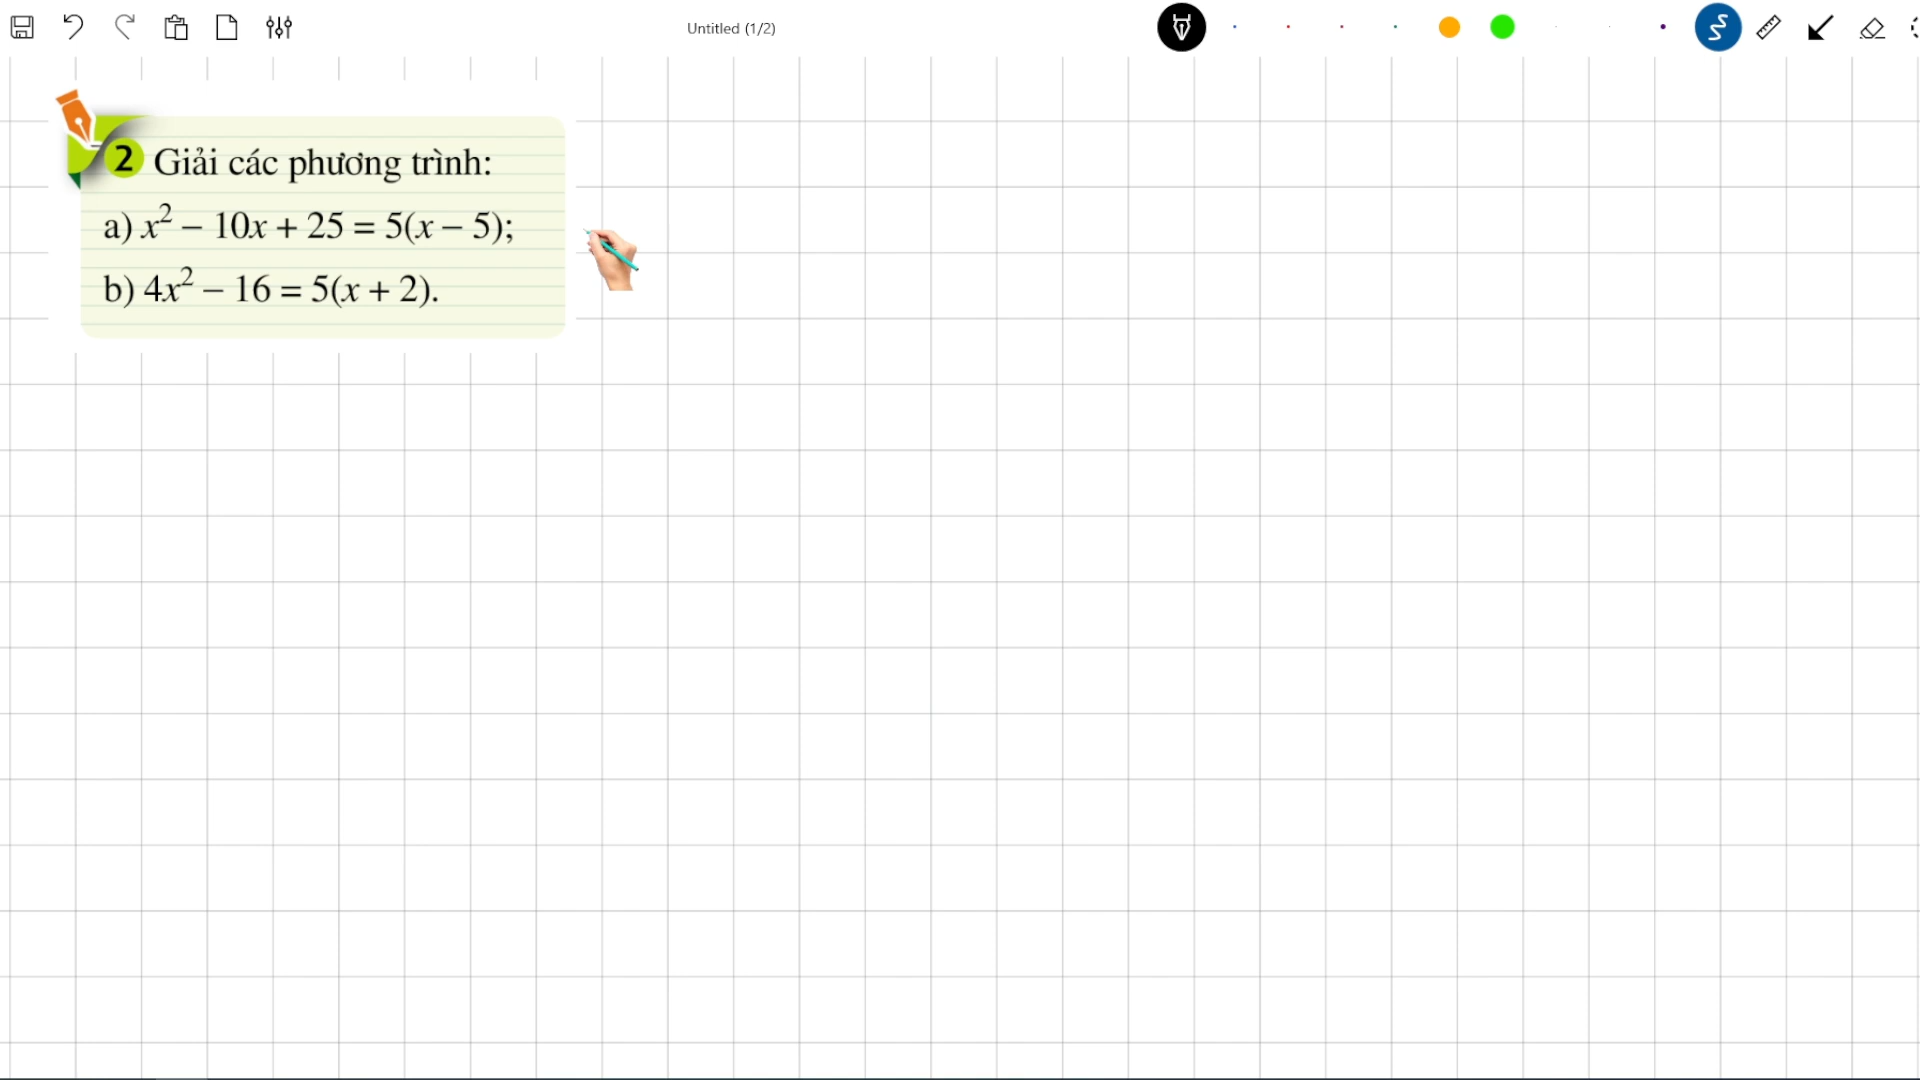 Untitled (1/2)
2 Giải các phương trình:
a) x² – 10x + 25 = 5(x – 5);
b) 4x² – 16 = 5(x + 2).